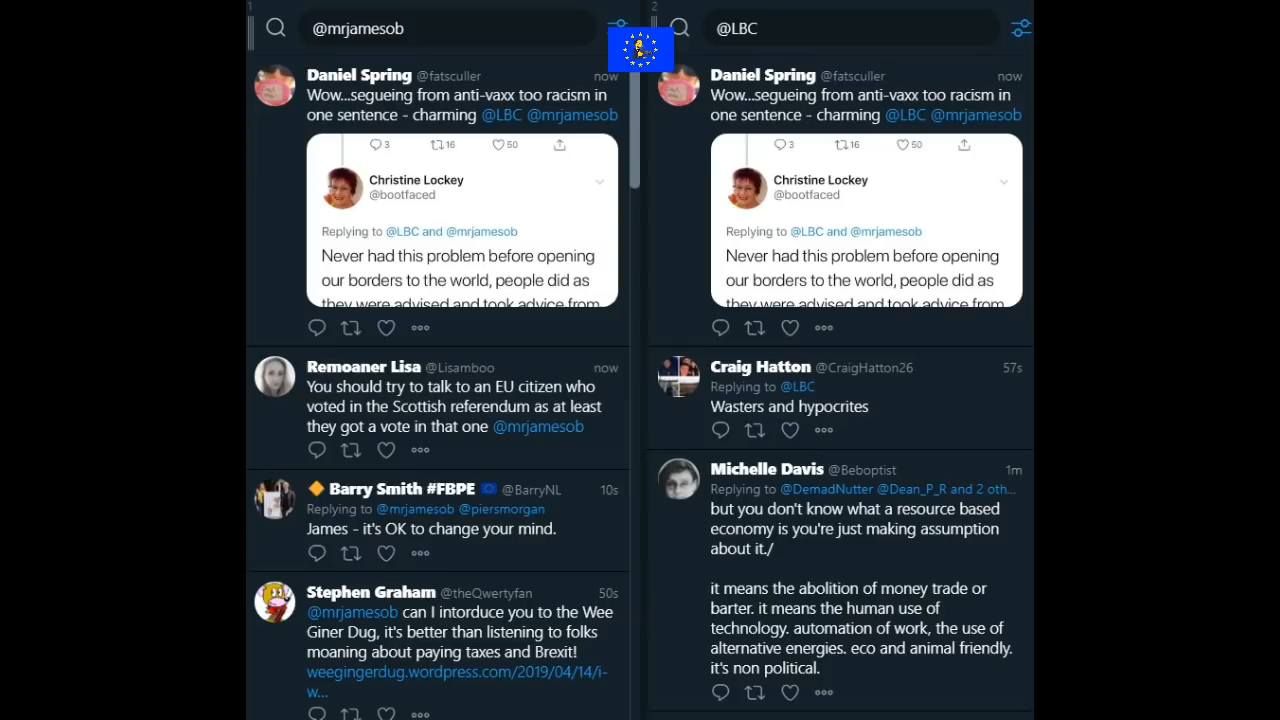 1
@mrjamesob
Daniel Spring @fatsculler now
Wow...segueing from anti-vaxx too racism in
one sentence - charming @LBC @mrjamesob
3 16 50
Christine Lockey
@bootfaced
Replying to @LBC and @mrjamesob
Never had this problem before opening
our borders to the world, people did as
they were advised and took advice from
Remoaner Lisa @Lisamboo now
You should try to talk to an EU citizen who
voted in the Scottish referendum as at least
they got a vote in that one @mrjamesob
Barry Smith #FBPE @BarryNL 10s
Replying to @mrjamesob @piersmorgan
James - it's OK to change your mind.
Stephen Graham @theQwertyfan 50s
@mrjamesob can I intorduce you to the Wee
Giner Dug, it's better than listening to folks
moaning about paying taxes and Brexit!
weegingerdug.wordpress.com/2019/04/14/i-
w...
2
@LBC
Daniel Spring @fatsculler now
Wow...segueing from anti-vaxx too racism in
one sentence - charming @LBC @mrjamesob
3 16 50
Christine Lockey
@bootfaced
Replying to @LBC and @mrjamesob
Never had this problem before opening
our borders to the world, people did as
they were advised and took advice from
Craig Hatton @CraigHatton26 57s
Replying to @LBC
Wasters and hypocrites
Michelle Davis @Beboptist 1m
Replying to @DemadNutter @Dean_P_R and 2 oth...
but you don't know what a resource based
economy is you're just making assumption
about it./
it means the abolition of money trade or
barter. it means the human use of
technology. automation of work, the use of
alternative energies. eco and animal friendly.
it's non political.